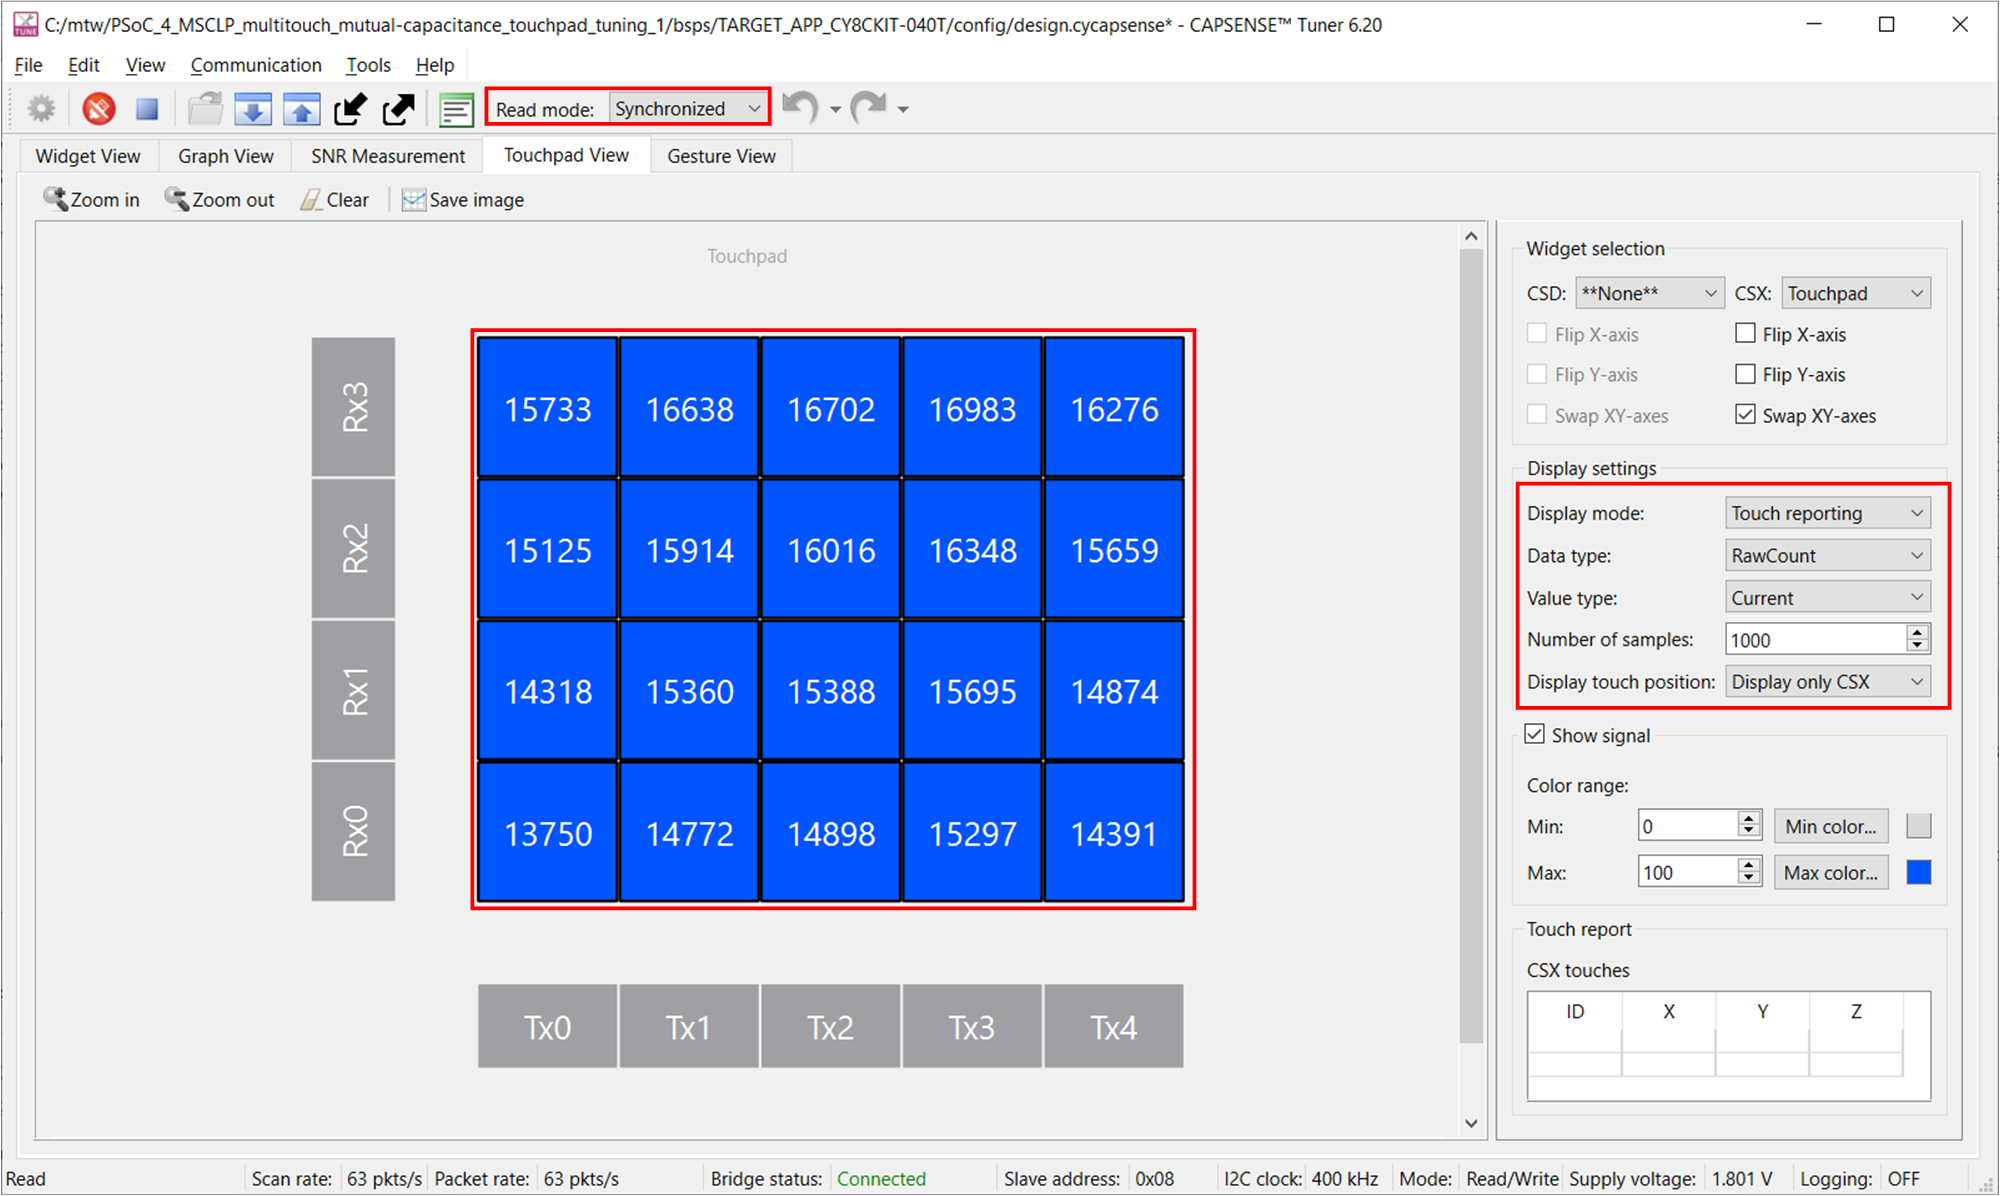 C:/mtw/PSoC_4_MSCLP_multitouch_mutual-capacitance_touchpad_tuning_1/bsps/TARGET_APP_CY8CKIT-040T/config/design.cycapsense* - CAPSENSE™ Tuner 6.20
File Edit View Communication Tools Help
Read mode: Synchronized
Widget View Graph View SNR Measurement Touchpad View Gesture View
Zoom in Zoom out Clear Save image
Touchpad
Rx3 15733 16638 16702 16983 16276
Rx2 15125 15914 16016 16348 15659
Rx1 14318 15360 15388 15695 14874
Rx0 13750 14772 14898 15297 14391
Tx0 Tx1 Tx2 Tx3 Tx4
Widget selection
CSD: **None** CSX: Touchpad
Flip X-axis Flip X-axis
Flip Y-axis Flip Y-axis
Swap XY-axes Swap XY-axes
Display settings
Display mode: Touch reporting
Data type: RawCount
Value type: Current
Number of samples: 1000
Display touch position: Display only CSX
Show signal
Color range:
Min: 0 Min color...
Max: 100 Max color...
Touch report
CSX touches
ID X Y Z
Read Scan rate: 63 pkts/s Packet rate: 63 pkts/s Bridge status: Connected Slave address: 0x08 I2C clock: 400 kHz Mode: Read/Write Supply voltage: 1.801 V Logging: OFF